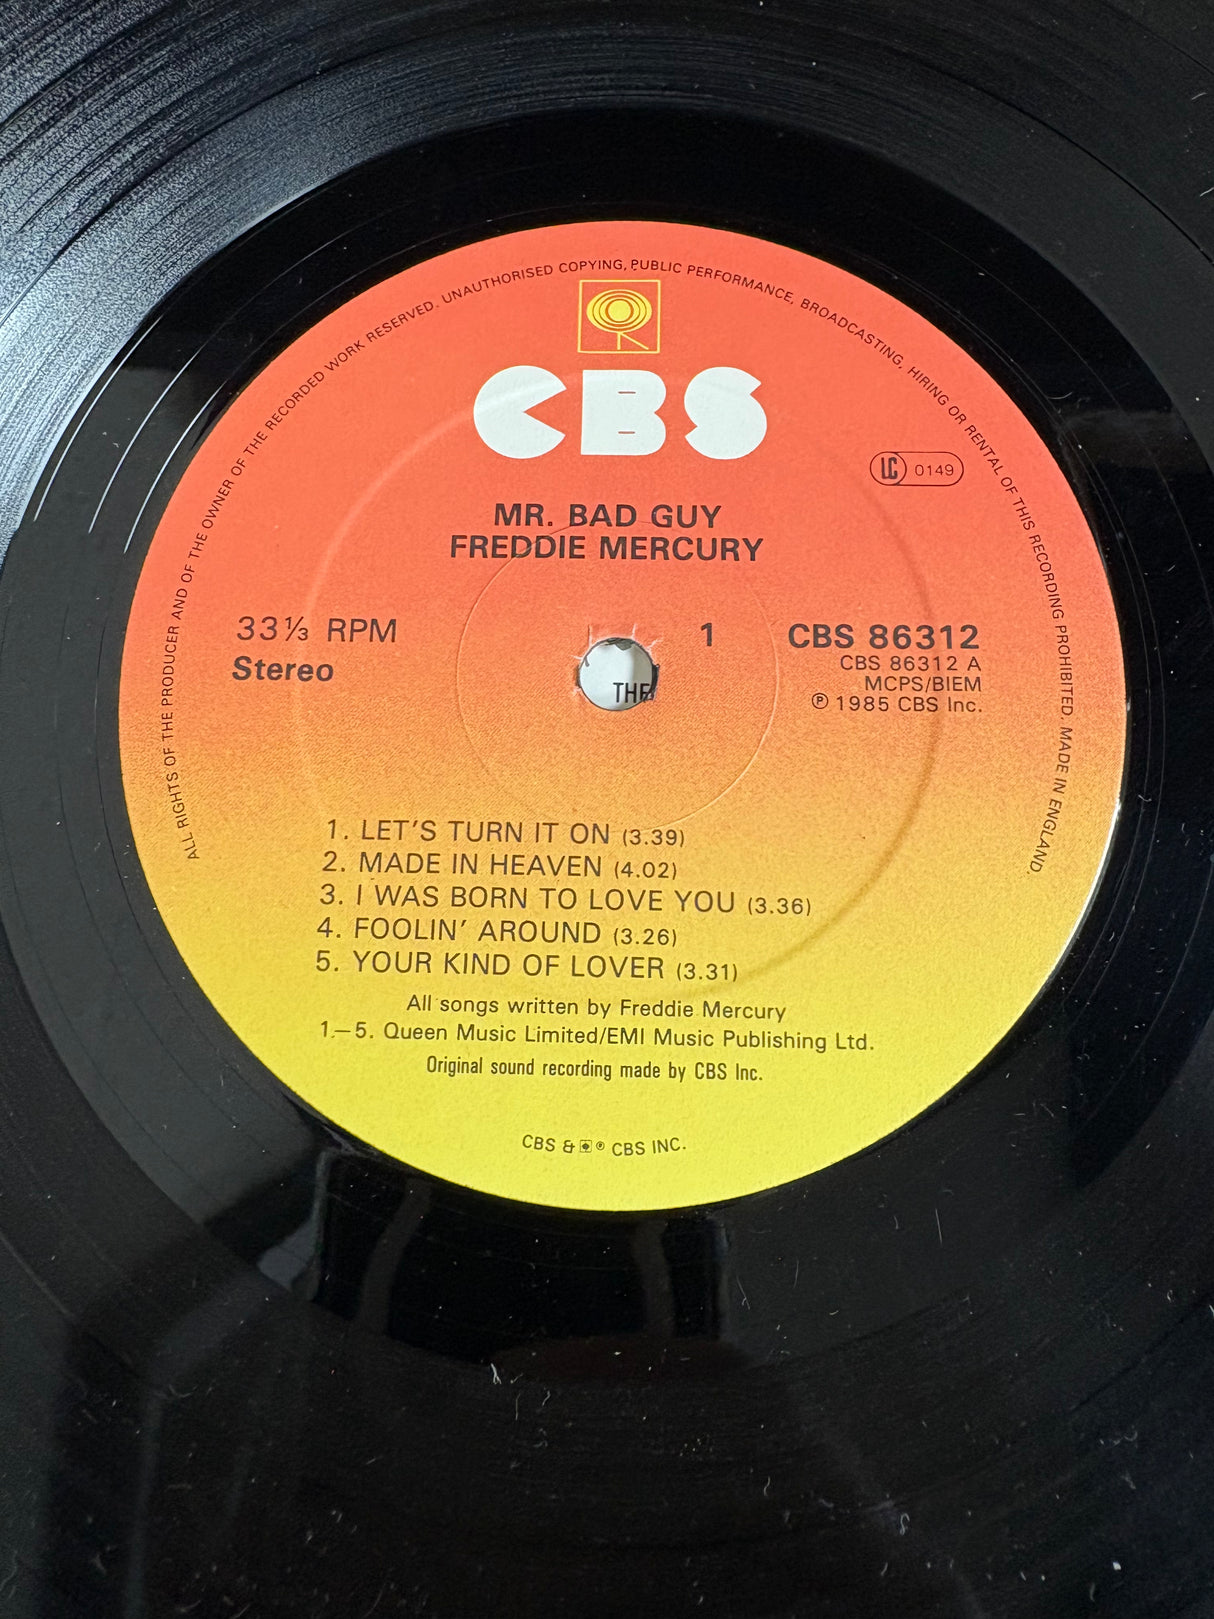 ALL RIGHTS OF THE PRODUCER AND OF THE OWNER OF THE RECORDED WORK RESERVED. UNAUTHORISED COPYING, PUBLIC PERFORMANCE, BROADCASTING, HIRING OR RENTAL OF THIS RECORDING PROHIBITED. MADE IN ENGLAND.
CBS
LC 0149
MR. BAD GUY
FREDDIE MERCURY
33⅓ RPM
Stereo
1
CBS 86312
CBS 86312 A
MCPS/BIEM
℗ 1985 CBS Inc.
THE
1. LET'S TURN IT ON (3.39)
2. MADE IN HEAVEN (4.02)
3. I WAS BORN TO LOVE YOU (3.36)
4. FOOLIN' AROUND (3.26)
5. YOUR KIND OF LOVER (3.31)
All songs written by Freddie Mercury
1.–5. Queen Music Limited/EMI Music Publishing Ltd.
Original sound recording made by CBS Inc.
CBS & ® CBS INC.